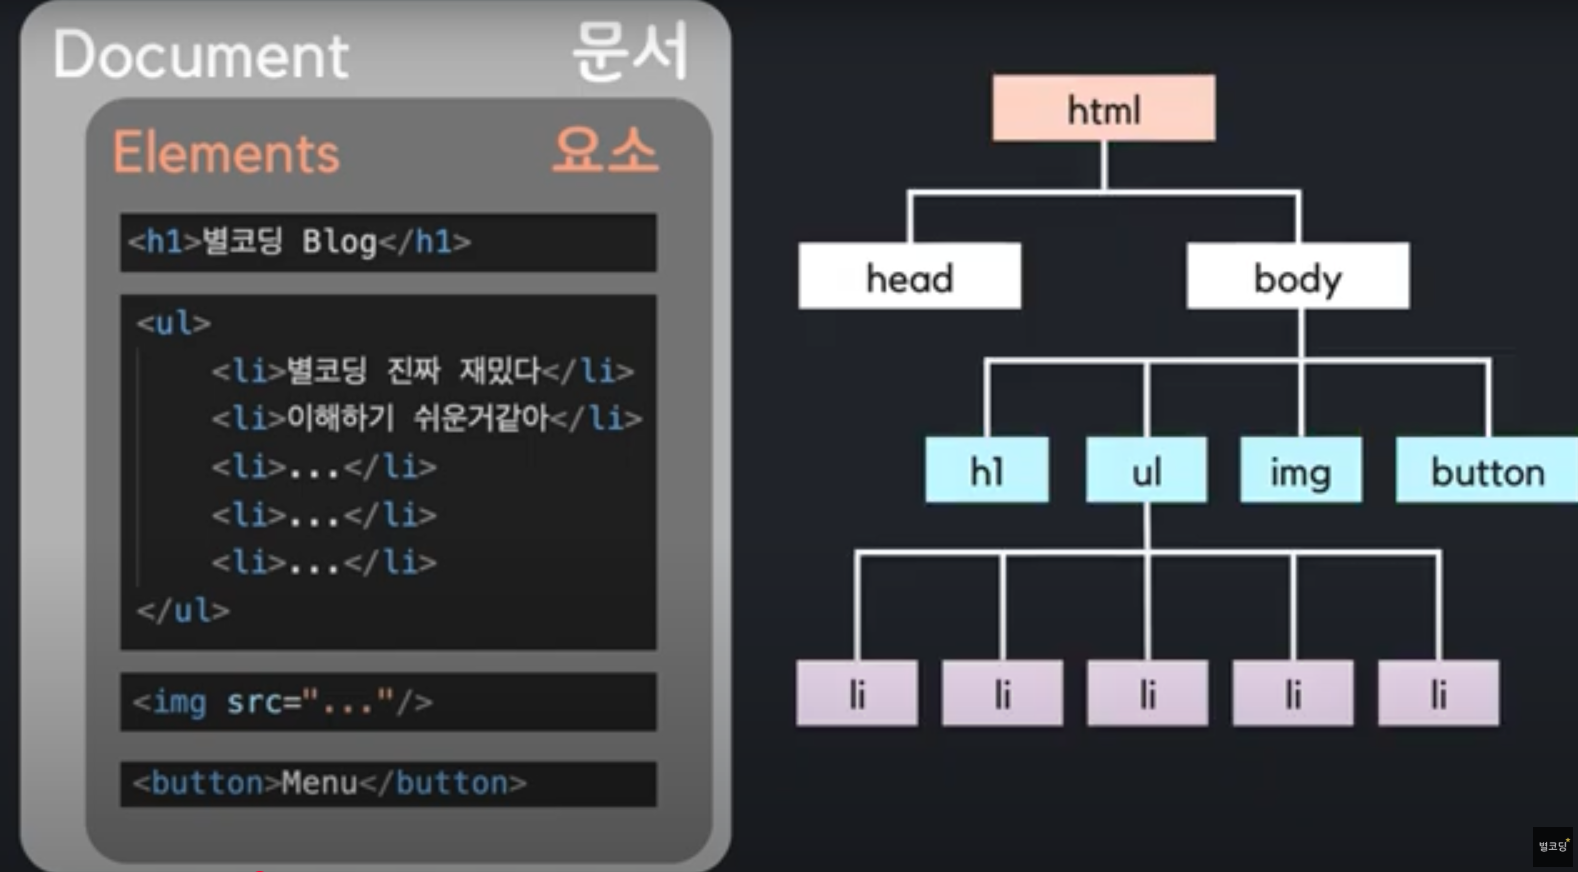 Document 문서
Elements 요소
<h1>별코딩 Blog</h1>
<ul>
<li>별코딩 진짜 재밌다</li>
<li>이해하기 쉬운거같아</li>
<li>...</li>
<li>...</li>
<li>...</li>
</ul>
<img src="..."/>
<button>Menu</button>
html
head body
h1 ul img button
li li li li li
별코딩